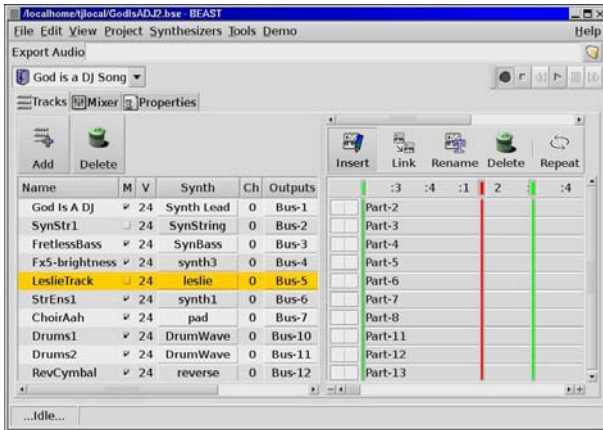 /localhome/tjlocal/GodIsADJ2.bse - BEAST
File Edit View Project Synthesizers Tools Demo Help
Export Audio
God is a DJ Song
Tracks Mixer Properties
Add Delete
Insert Link Rename Delete Repeat
Name M V Synth Ch Outputs :3 :4 :1 2 :4
God Is A DJ 24 Synth Lead 0 Bus-1 Part-2
SynStr1 24 SynString 0 Bus-2 Part-3
FretlessBass 24 SynBass 0 Bus-3 Part-4
Fx5-brightness 24 synth3 0 Bus-4 Part-5
LeslieTrack 24 leslie 0 Bus-5 Part-6
StrEns1 24 synth1 0 Bus-6 Part-7
ChoirAah 24 pad 0 Bus-7 Part-8
Drums1 24 DrumWave 0 Bus-10 Part-11
Drums2 24 DrumWave 0 Bus-11 Part-12
RevCymbal 24 reverse 0 Bus-12 Part-13
...Idle...